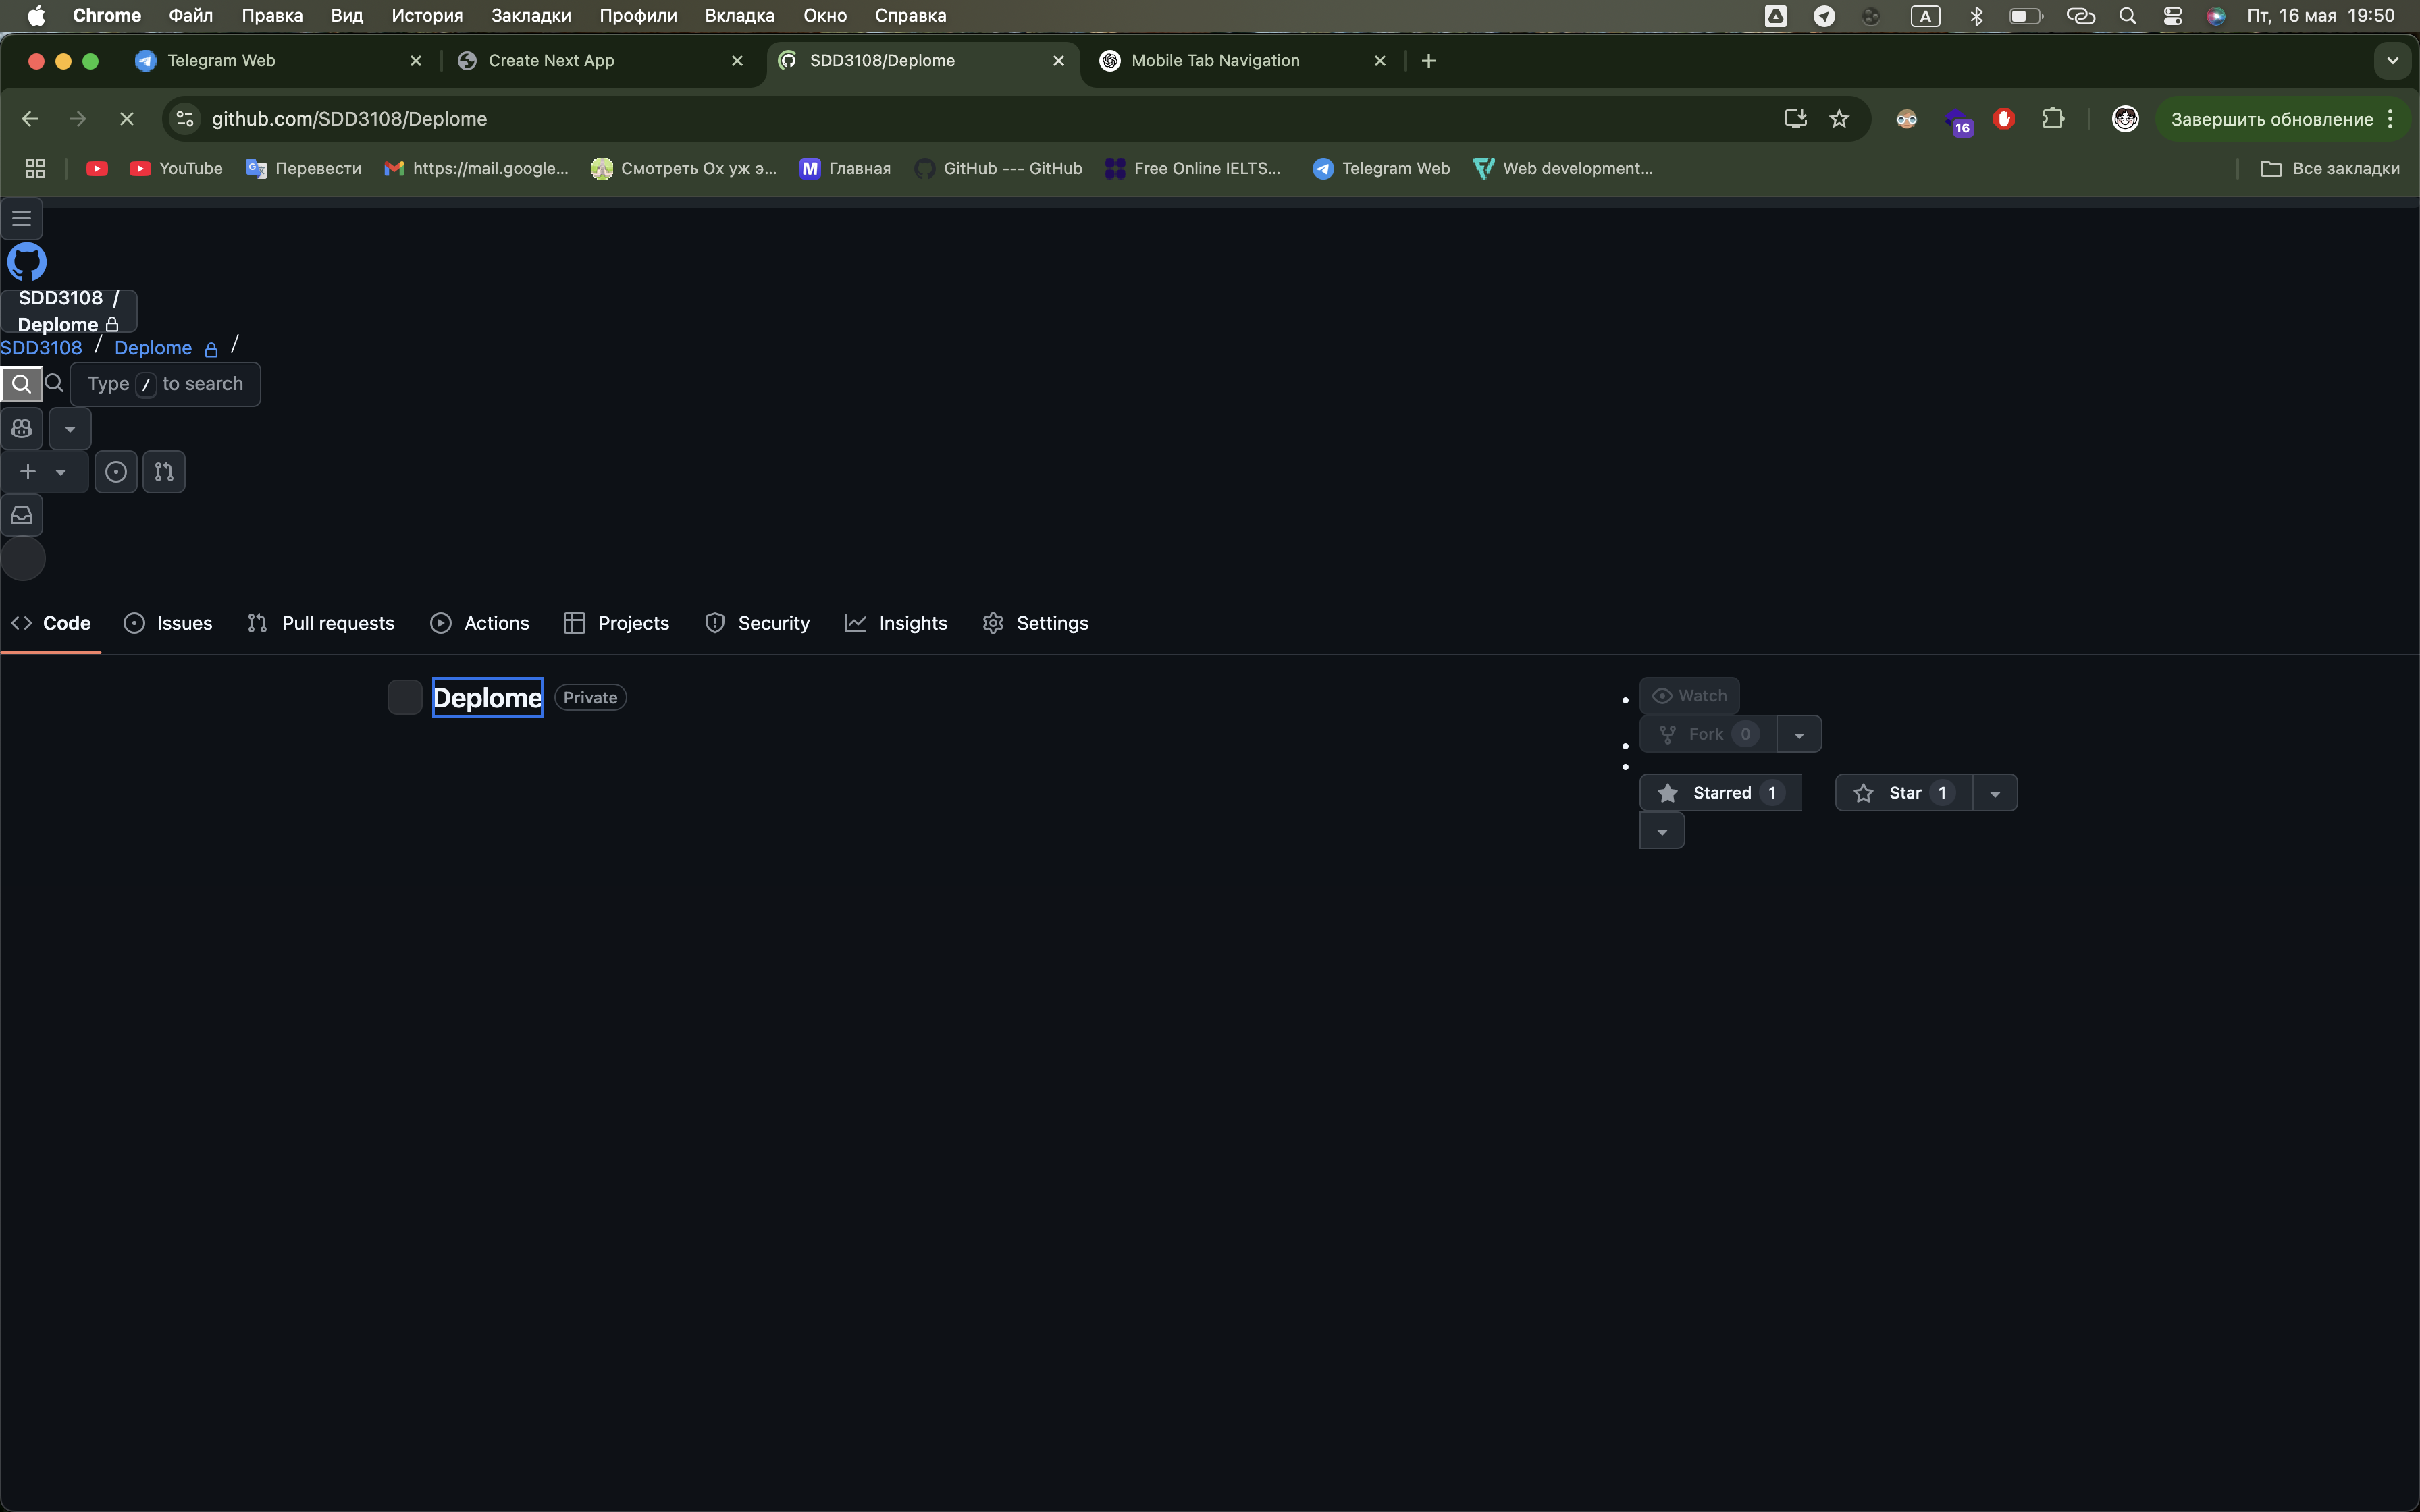 Chrome Файл Правка Вид История Закладки Профили Вкладка Окно Справка A Пт, 16 мая 19:50
Telegram Web Create Next App SDD3108/Deplome Mobile Tab Navigation
github.com/SDD3108/Deplome 16 Завершить обновление
YouTube Перевести https://mail.google... Смотреть Ох уж э... M Главная GitHub --- GitHub Free Online IELTS... Telegram Web Web development... Все закладки
SDD3108 /
Deplome
SDD3108 / Deplome /
Type / to search
Code Issues Pull requests Actions Projects Security Insights Settings
Deplome Private
Watch
Fork 0
Starred 1 Star 1